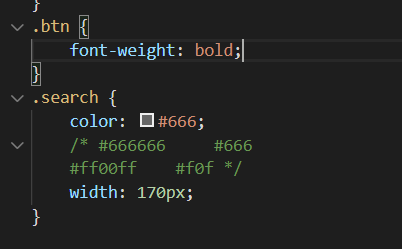 }
.btn {
font-weight: bold;
}
.search {
color: #666;
/* #666666 #666
#ff00ff #f0f */
width: 170px;
}